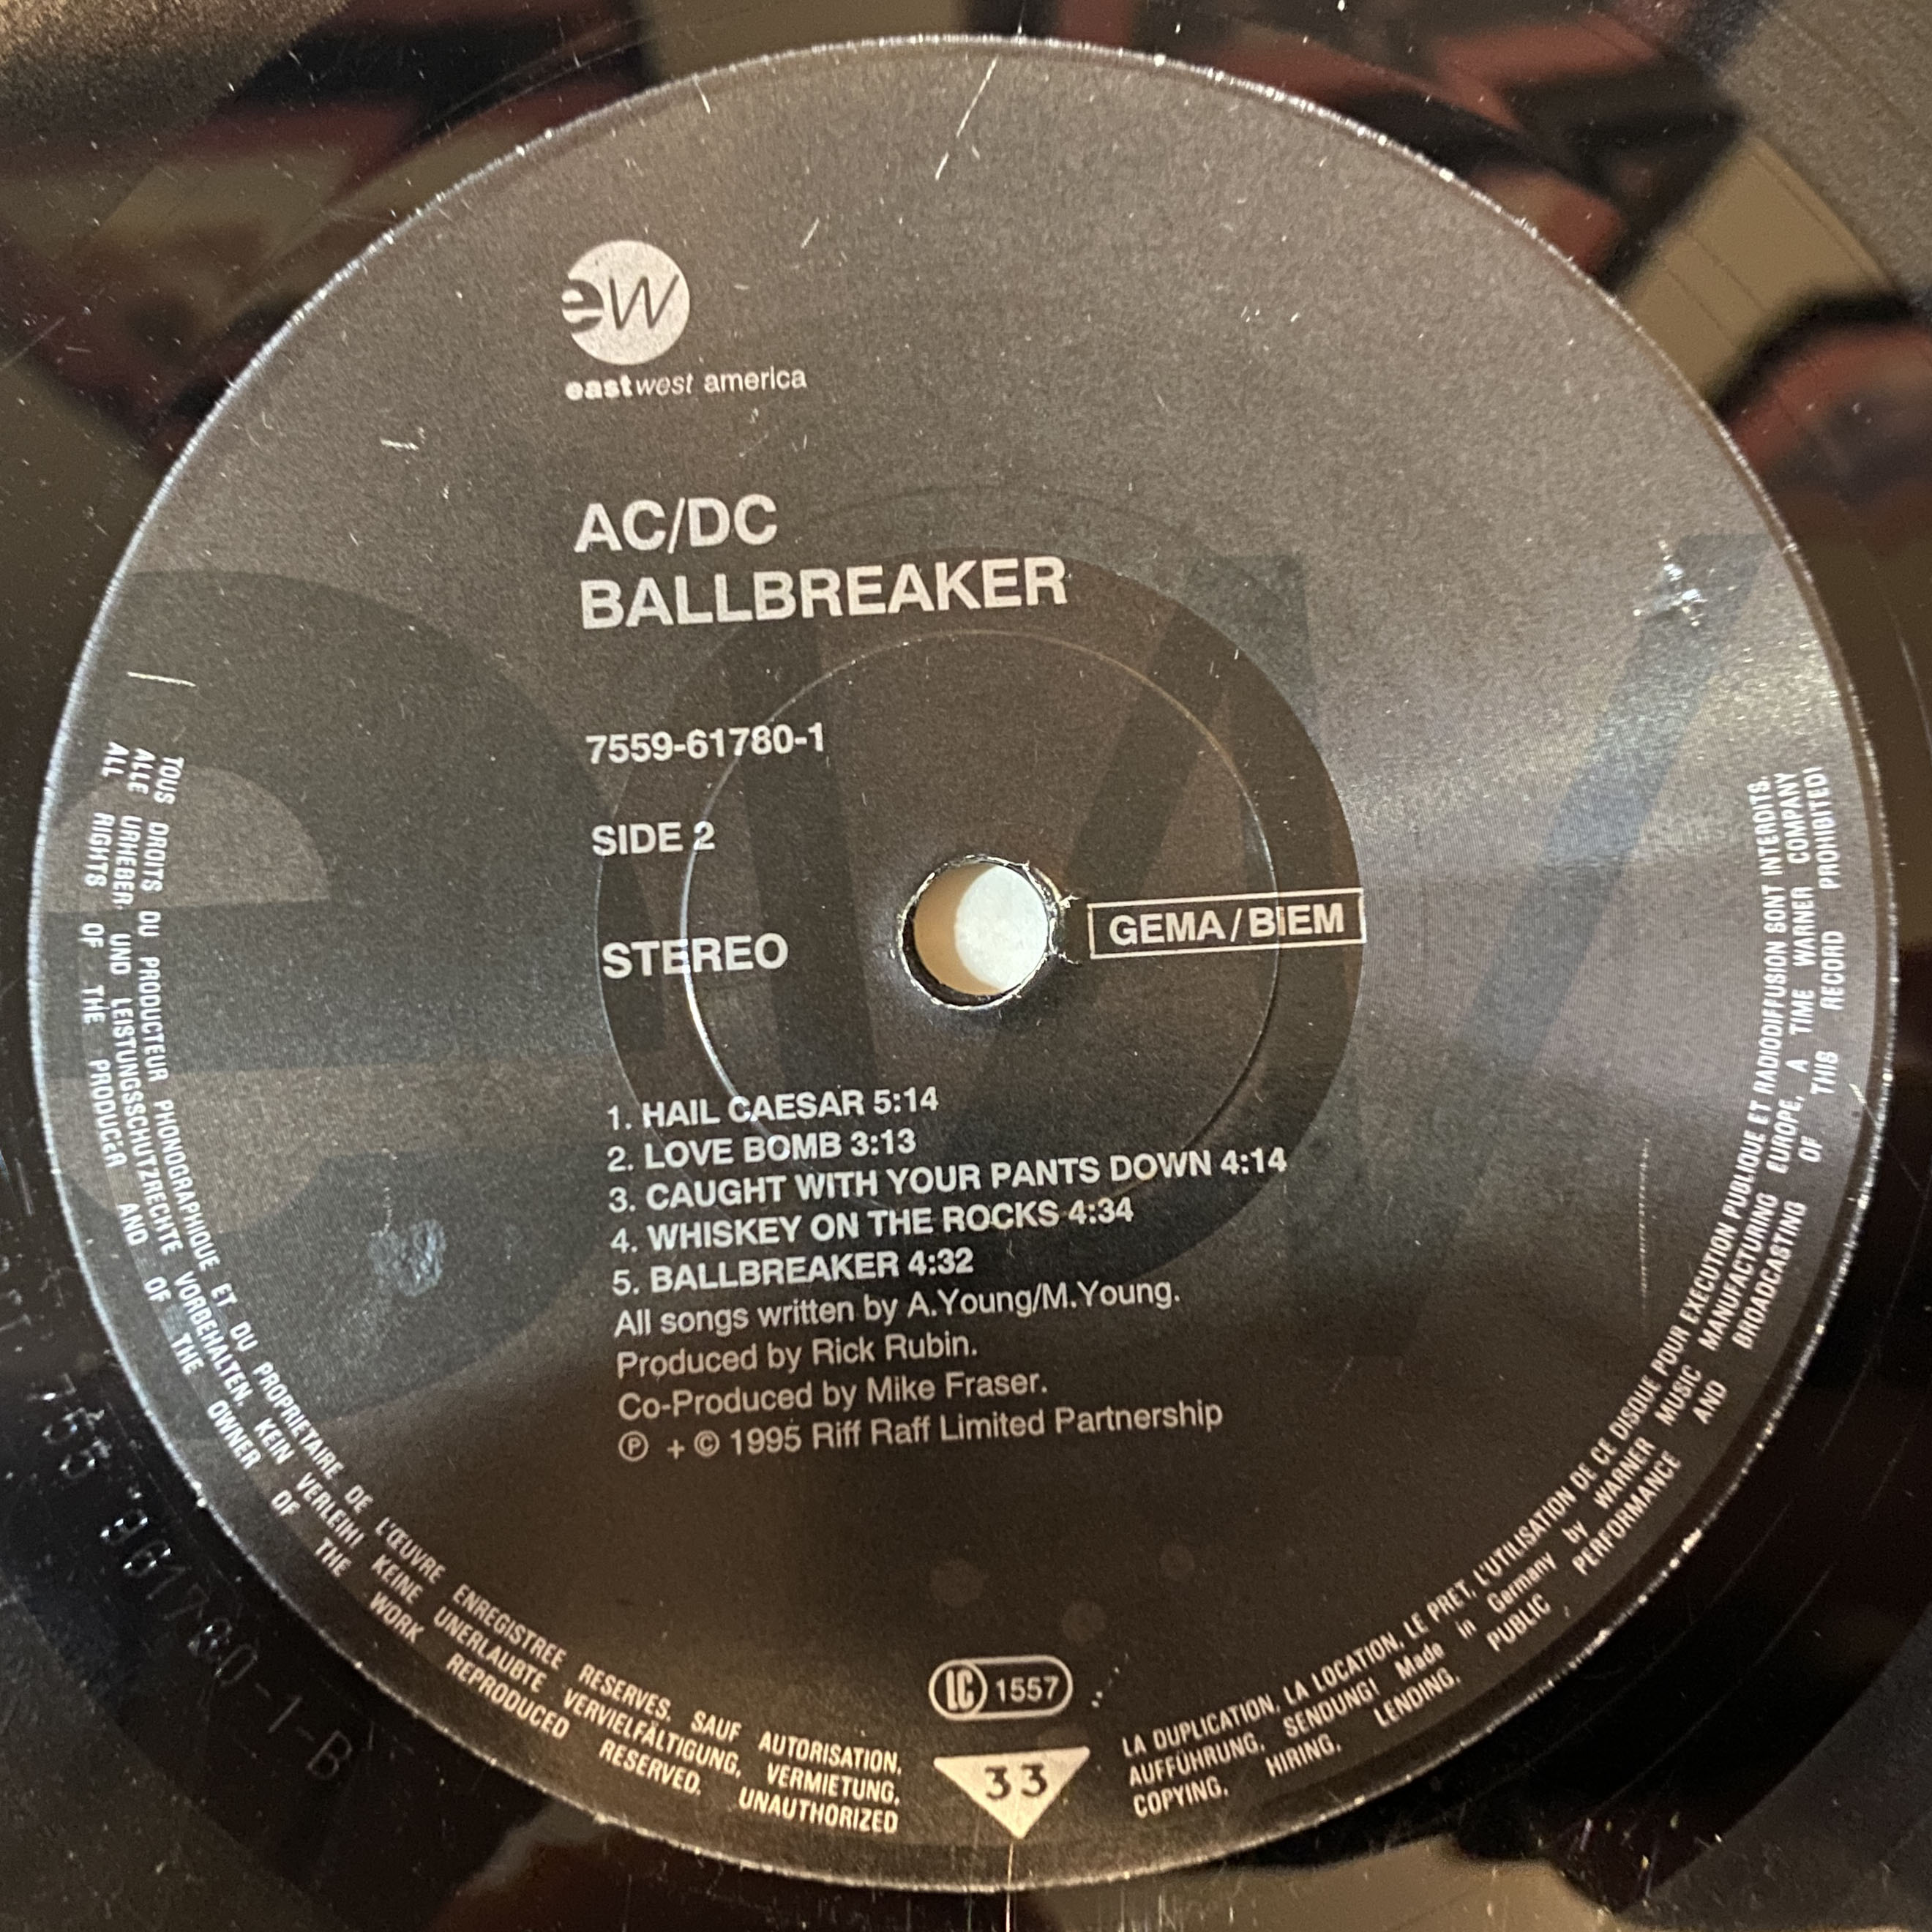 ew
eastwest america
AC/DC
BALLBREAKER
7559-61780-1
SIDE 2
STEREO
GEMA/BIEM
1. HAIL CAESAR 5:14
2. LOVE BOMB 3:13
3. CAUGHT WITH YOUR PANTS DOWN 4:14
4. WHISKEY ON THE ROCKS 4:34
5. BALLBREAKER 4:32
All songs written by A.Young/M.Young.
Produced by Rick Rubin.
Co-Produced by Mike Fraser.
Ⓟ + © 1995 Riff Raff Limited Partnership
LC 1557
33
TOUS DROITS DU PRODUCTEUR PHONOGRAPHIQUE ET DU PROPRIETAIRE DE L'ŒUVRE ENREGISTREE RESERVES. SAUF AUTORISATION, LA DUPLICATION, LA LOCATION, LE PRET, L'UTILISATION DE CE DISQUE POUR EXECUTION PUBLIQUE ET RADIODIFFUSION SONT INTERDITS.
ALLE URHEBER- UND LEISTUNGSSCHUTZRECHTE VORBEHALTEN. KEIN VERLEIH! KEINE UNERLAUBTE VERVIELFÄLTIGUNG, VERMIETUNG, AUFFÜHRUNG, SENDUNG! Made in Germany by WARNER MUSIC MANUFACTURING EUROPE, A TIME WARNER COMPANY
ALL RIGHTS OF THE PRODUCER AND OF THE OWNER OF THE WORK REPRODUCED RESERVED. UNAUTHORIZED COPYING, HIRING, LENDING, PUBLIC PERFORMANCE AND BROADCASTING OF THIS RECORD PROHIBITED!